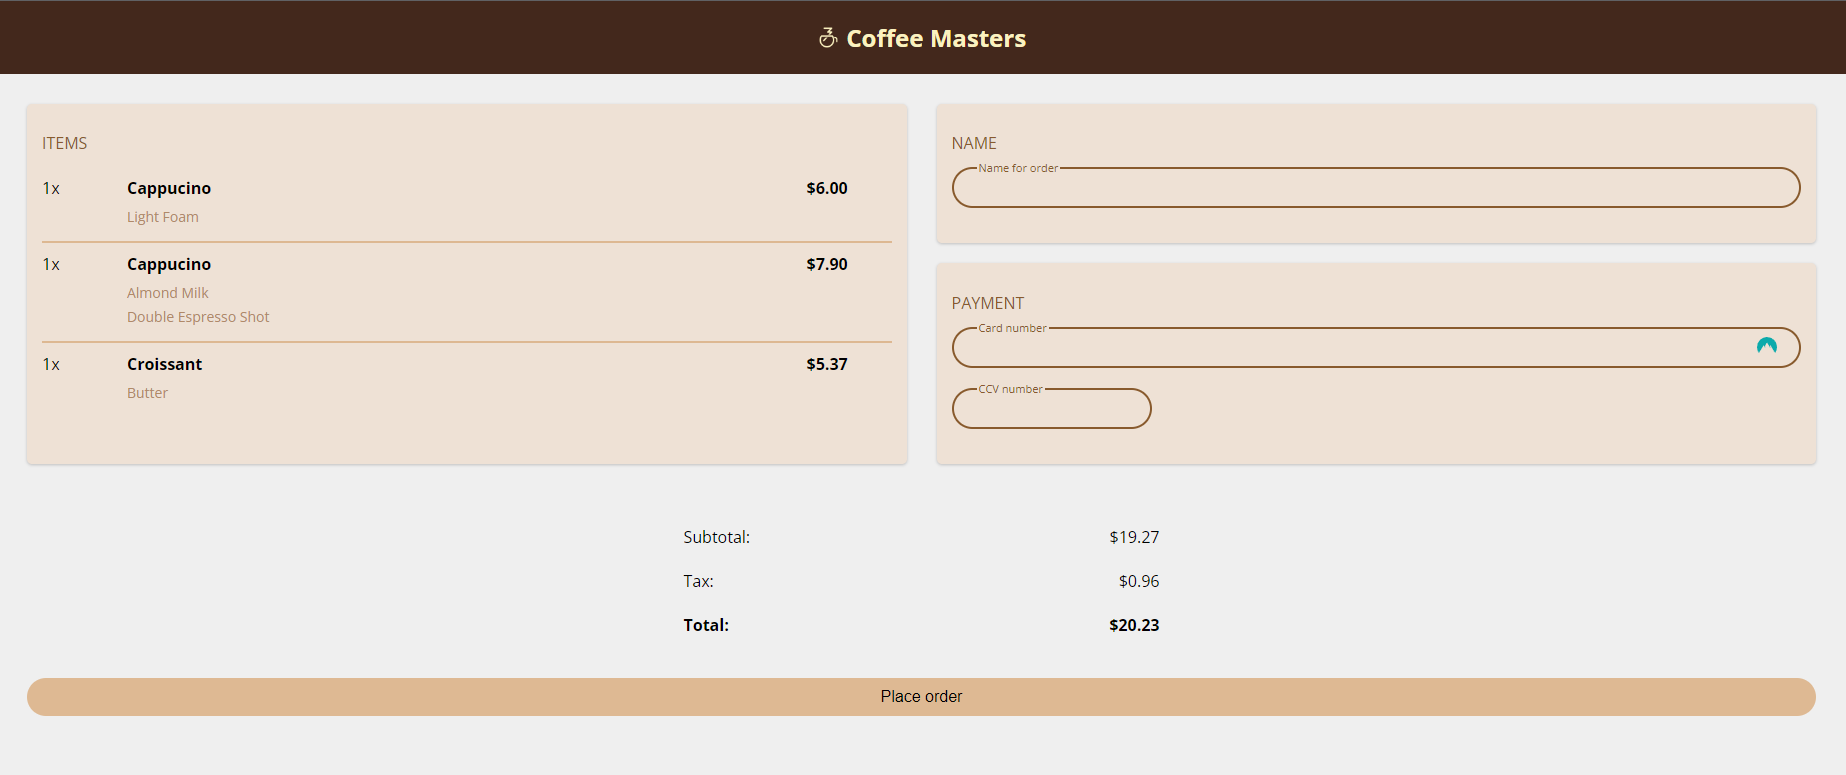 Coffee Masters
ITEMS
1x Cappucino $6.00
Light Foam
1x Cappucino $7.90
Almond Milk
Double Espresso Shot
1x Croissant $5.37
Butter
NAME
Name for order
PAYMENT
Card number
CCV number
Subtotal: $19.27
Tax: $0.96
Total: $20.23
Place order